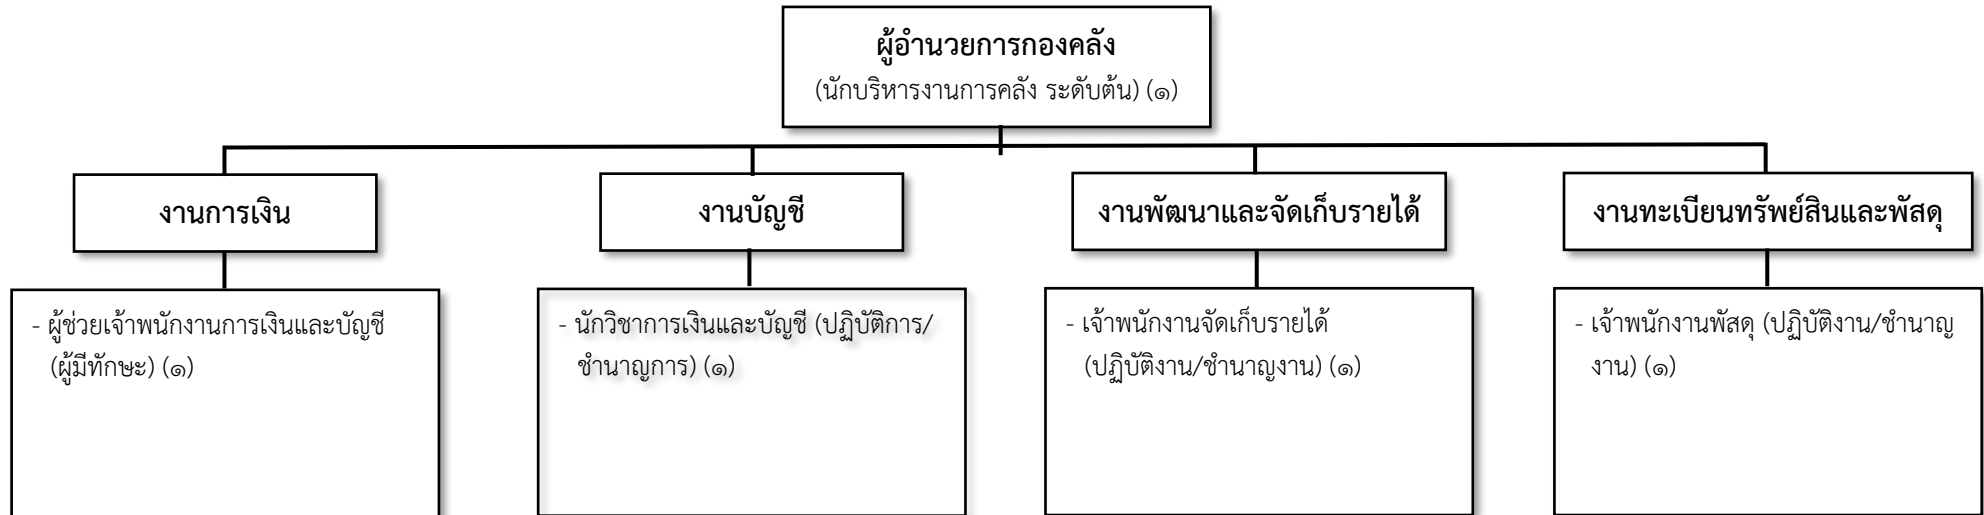 ผู้อำนวยการกองคลัง
(นักบริหารงานการคลัง ระดับต้น) (๑)
งานการเงิน
งานบัญชี
งานพัฒนาและจัดเก็บรายได้
งานทะเบียนทรัพย์สินและพัสดุ
- ผู้ช่วยเจ้าพนักงานการเงินและบัญชี
(ผู้มีทักษะ) (๑)
- นักวิชาการเงินและบัญชี (ปฏิบัติการ/
ชำนาญการ) (๑)
- เจ้าพนักงานจัดเก็บรายได้
(ปฏิบัติงาน/ชำนาญงาน) (๑)
- เจ้าพนักงานพัสดุ (ปฏิบัติงาน/ชำนาญ
งาน) (๑)